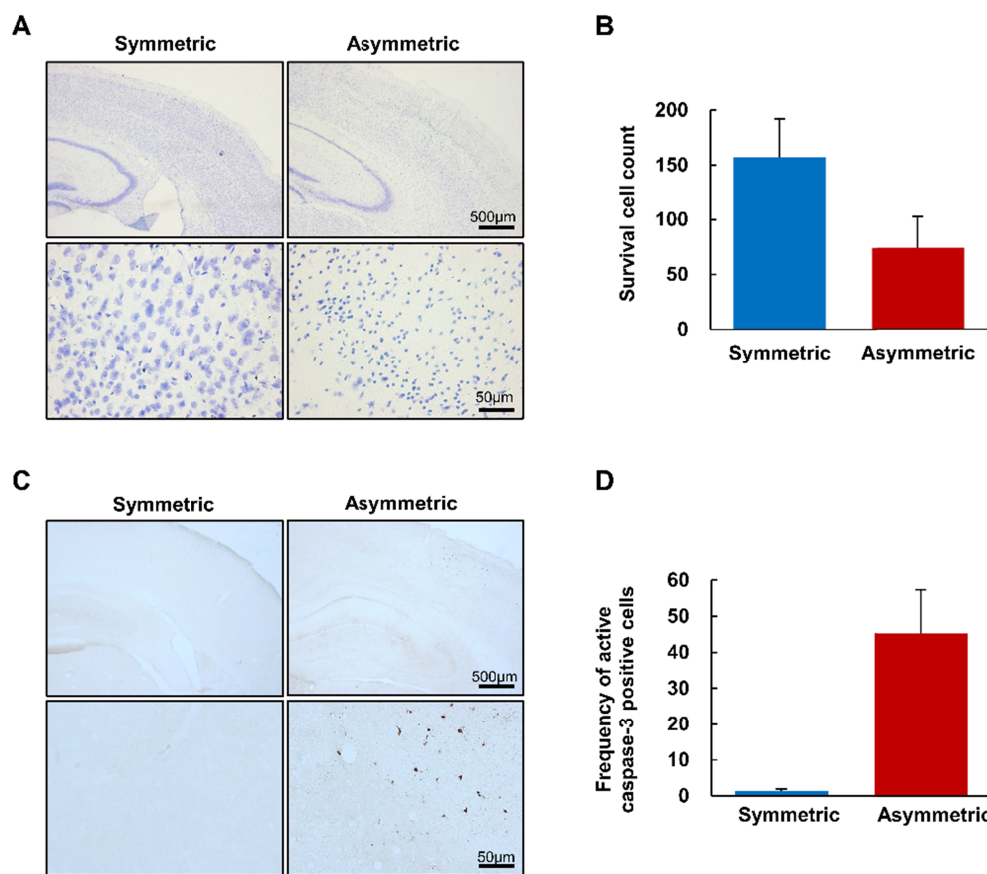 A
Symmetric
Asymmetric
500μm
50μm
B
Survival cell count
200
150
100
50
0
Symmetric
Asymmetric
C
Symmetric
Asymmetric
500μm
50μm
D
Frequency of active
caspase-3 positive cells
60
50
40
30
20
10
0
Symmetric
Asymmetric